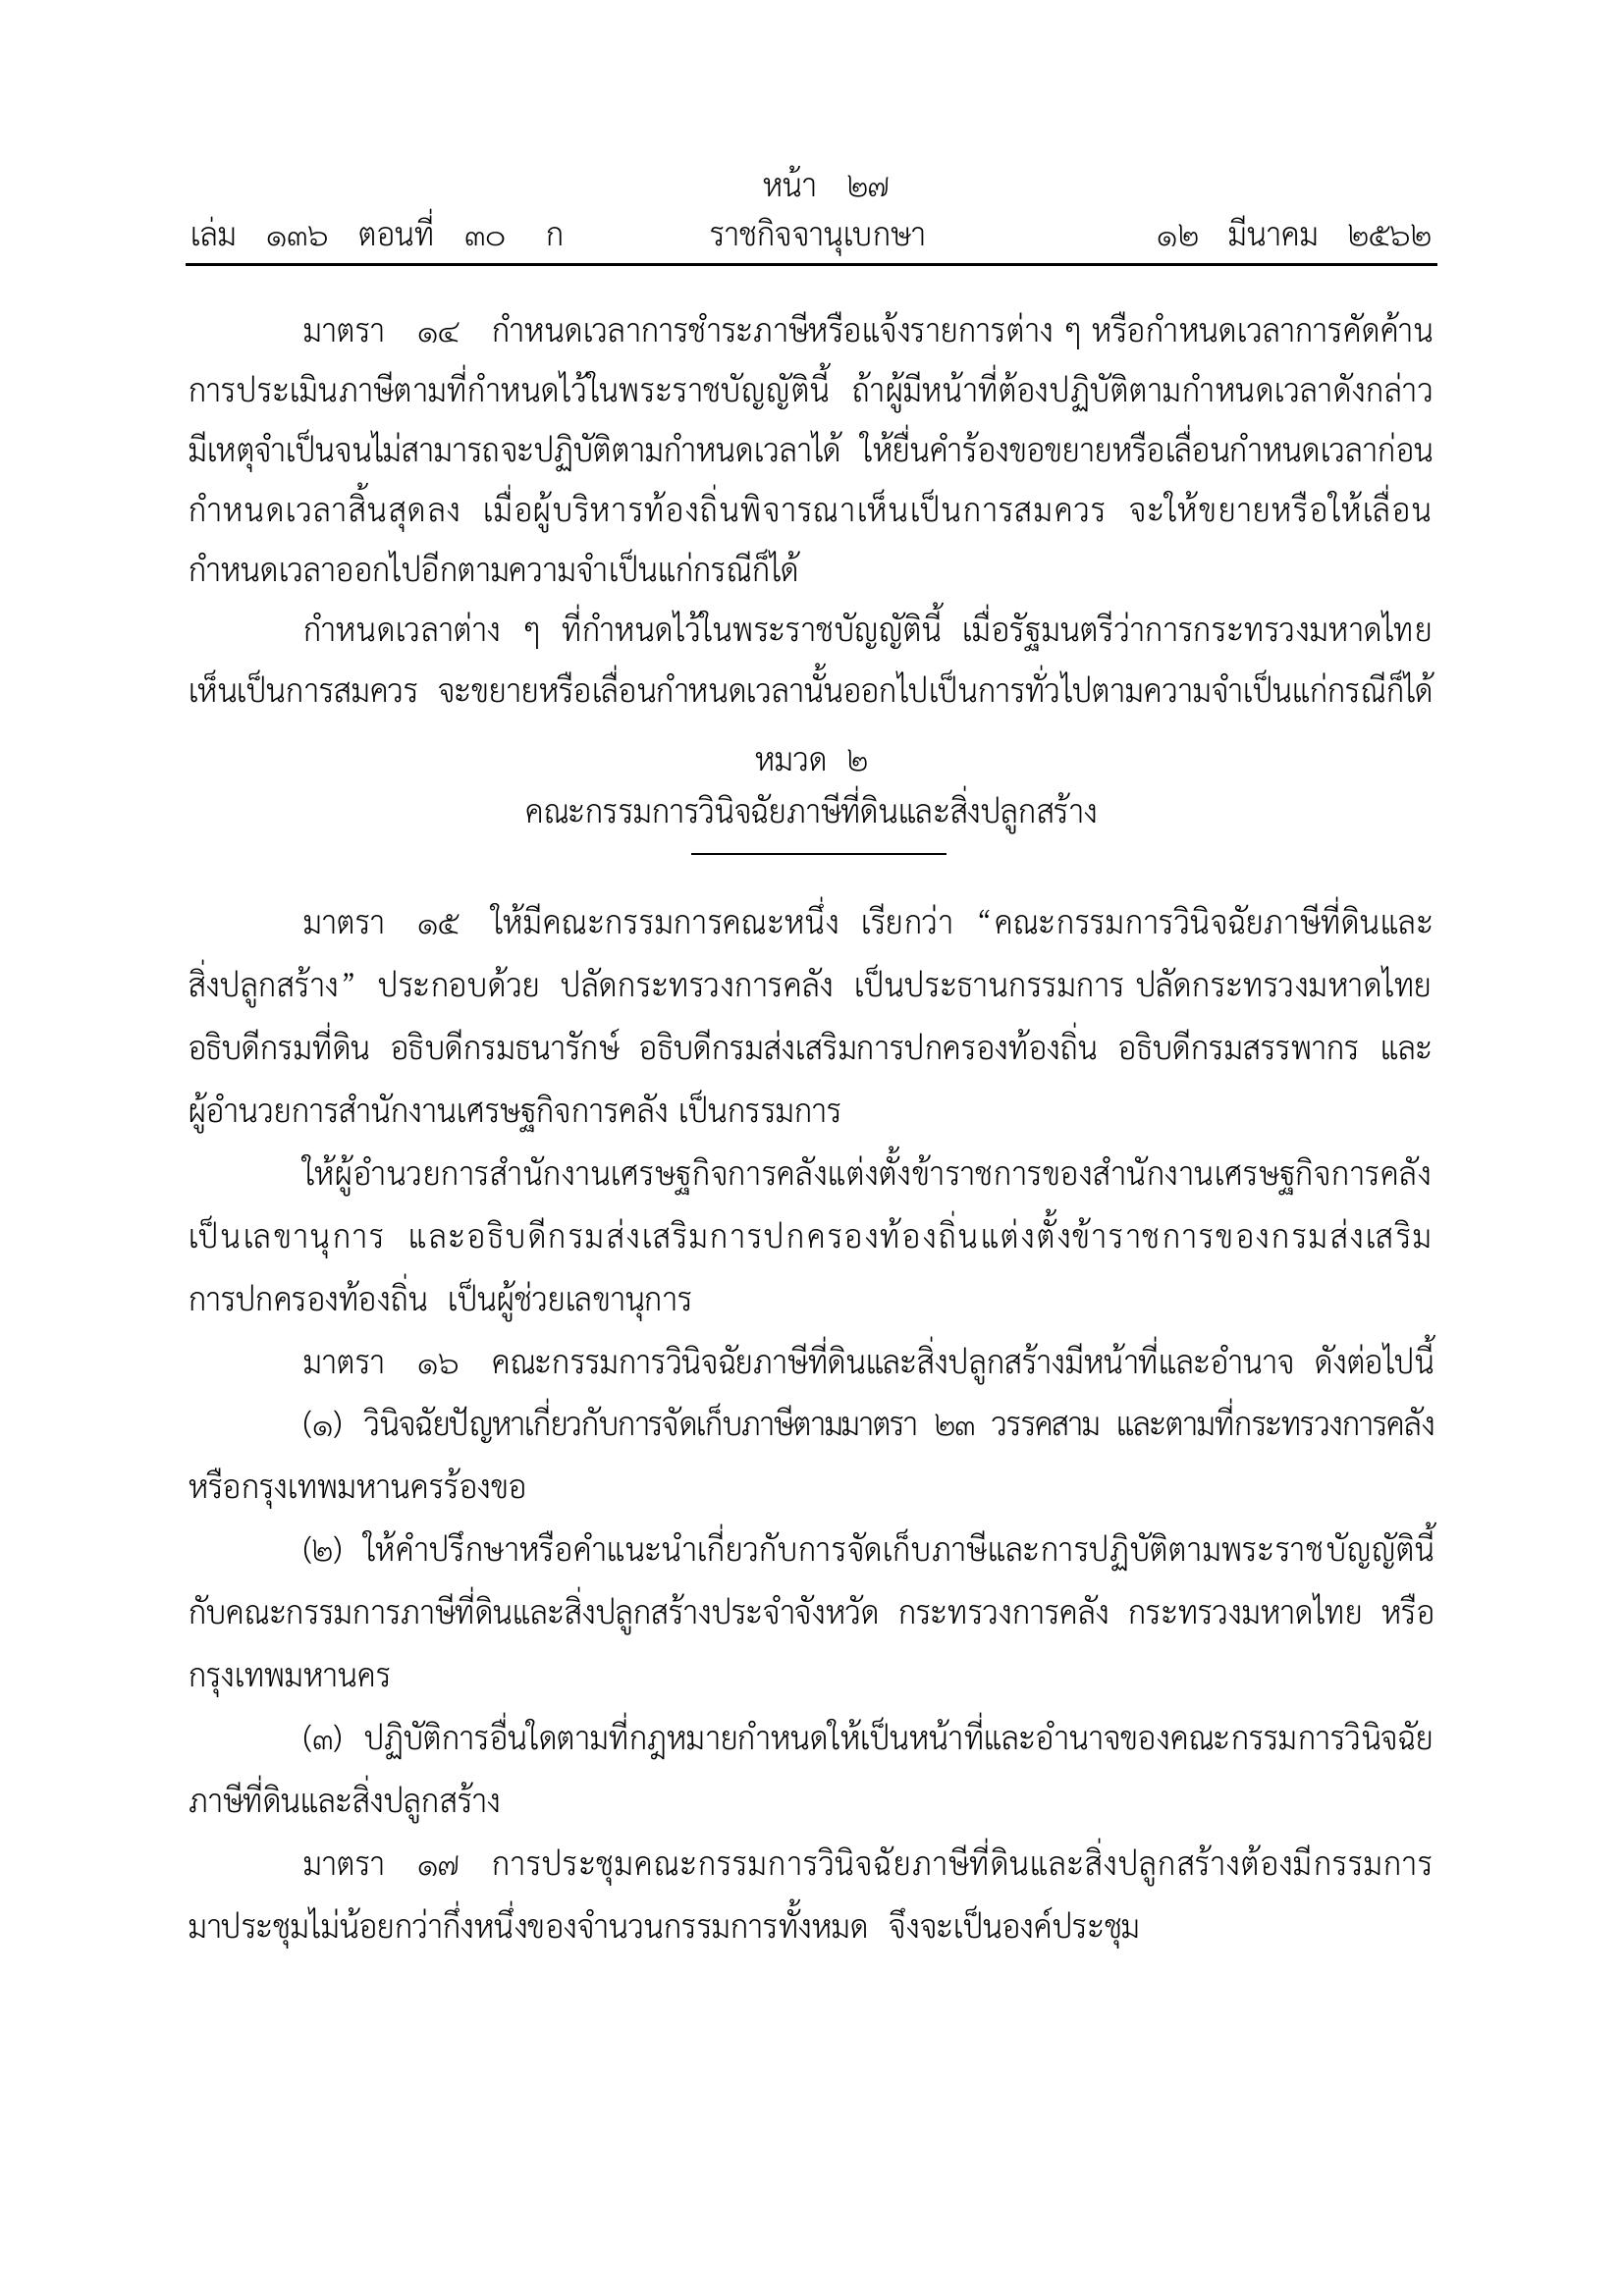 หน้า ๒๗
เล่ม ๑๓๖ ตอนที่ ๓๐ ก ราชกิจจานุเบกษา ๑๒ มีนาคม ๒๕๖๒
มาตรา ๑๔ กำหนดเวลาการชำระภาษีหรือแจ้งรายการต่าง ๆ หรือกำหนดเวลาการคัดค้าน
การประเมินภาษีตามที่กำหนดไว้ในพระราชบัญญัตินี้ ถ้าผู้มีหน้าที่ต้องปฏิบัติตามกำหนดเวลาดังกล่าว
มีเหตุจำเป็นจนไม่สามารถจะปฏิบัติตามกำหนดเวลาได้ ให้ยื่นคำร้องขอขยายหรือเลื่อนกำหนดเวลาก่อน
กำหนดเวลาสิ้นสุดลง เมื่อผู้บริหารท้องถิ่นพิจารณาเห็นเป็นการสมควร จะให้ขยายหรือให้เลื่อน
กำหนดเวลาออกไปอีกตามความจำเป็นแก่กรณีก็ได้
กำหนดเวลาต่าง ๆ ที่กำหนดไว้ในพระราชบัญญัตินี้ เมื่อรัฐมนตรีว่าการกระทรวงมหาดไทย
เห็นเป็นการสมควร จะขยายหรือเลื่อนกำหนดเวลานั้นออกไปเป็นการทั่วไปตามความจำเป็นแก่กรณีก็ได้
หมวด ๒
คณะกรรมการวินิจฉัยภาษีที่ดินและสิ่งปลูกสร้าง
มาตรา ๑๕ ให้มีคณะกรรมการคณะหนึ่ง เรียกว่า “คณะกรรมการวินิจฉัยภาษีที่ดินและ
สิ่งปลูกสร้าง” ประกอบด้วย ปลัดกระทรวงการคลัง เป็นประธานกรรมการ ปลัดกระทรวงมหาดไทย
อธิบดีกรมที่ดิน อธิบดีกรมธนารักษ์ อธิบดีกรมส่งเสริมการปกครองท้องถิ่น อธิบดีกรมสรรพากร และ
ผู้อำนวยการสำนักงานเศรษฐกิจการคลัง เป็นกรรมการ
ให้ผู้อำนวยการสำนักงานเศรษฐกิจการคลังแต่งตั้งข้าราชการของสำนักงานเศรษฐกิจการคลัง
เป็นเลขานุการ และอธิบดีกรมส่งเสริมการปกครองท้องถิ่นแต่งตั้งข้าราชการของกรมส่งเสริม
การปกครองท้องถิ่น เป็นผู้ช่วยเลขานุการ
มาตรา ๑๖ คณะกรรมการวินิจฉัยภาษีที่ดินและสิ่งปลูกสร้างมีหน้าที่และอำนาจ ดังต่อไปนี้
(๑) วินิจฉัยปัญหาเกี่ยวกับการจัดเก็บภาษีตามมาตรา ๒๓ วรรคสาม และตามที่กระทรวงการคลัง
หรือกรุงเทพมหานครร้องขอ
(๒) ให้คำปรึกษาหรือคำแนะนำเกี่ยวกับการจัดเก็บภาษีและการปฏิบัติตามพระราชบัญญัตินี้
กับคณะกรรมการภาษีที่ดินและสิ่งปลูกสร้างประจำจังหวัด กระทรวงการคลัง กระทรวงมหาดไทย หรือ
กรุงเทพมหานคร
(๓) ปฏิบัติการอื่นใดตามที่กฎหมายกำหนดให้เป็นหน้าที่และอำนาจของคณะกรรมการวินิจฉัย
ภาษีที่ดินและสิ่งปลูกสร้าง
มาตรา ๑๗ การประชุมคณะกรรมการวินิจฉัยภาษีที่ดินและสิ่งปลูกสร้างต้องมีกรรมการ
มาประชุมไม่น้อยกว่ากึ่งหนึ่งของจำนวนกรรมการทั้งหมด จึงจะเป็นองค์ประชุม